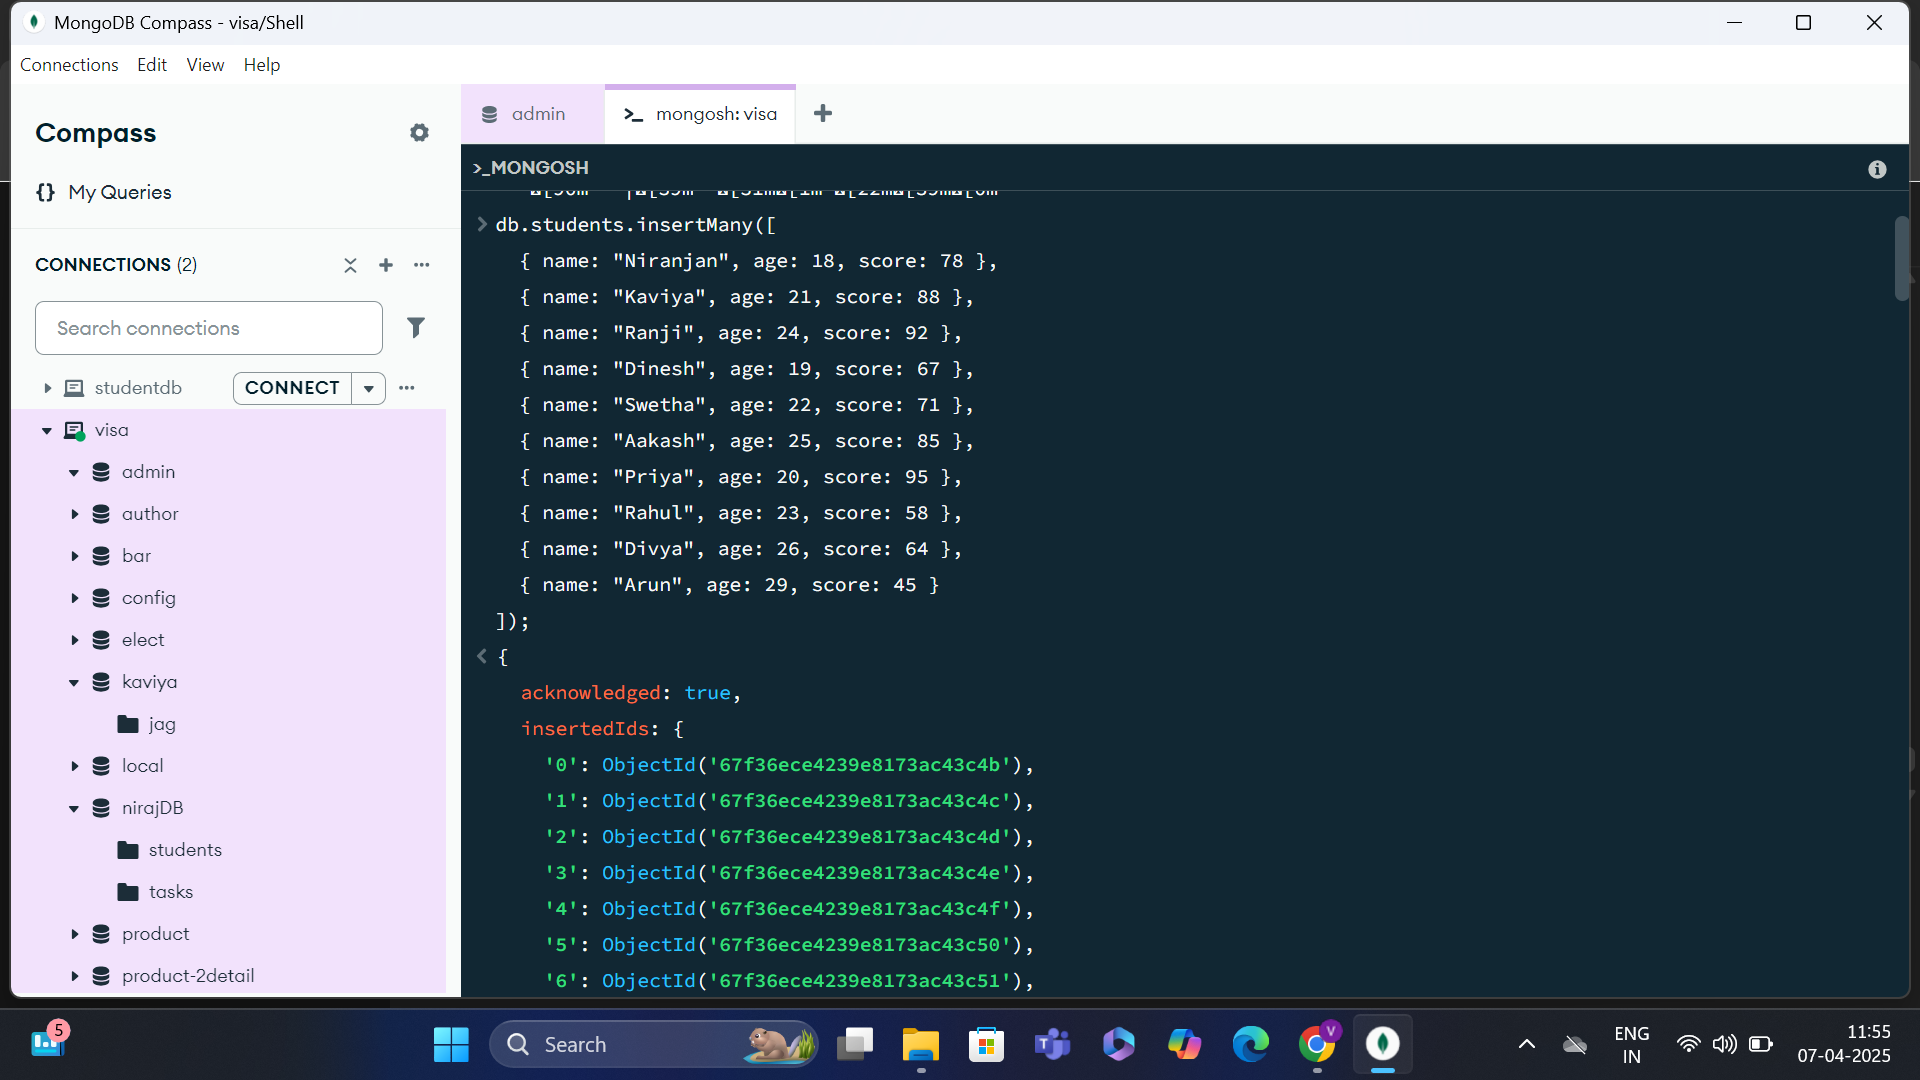 MongoDB Compass - visa/Shell
Connections Edit View Help
Compass
{} My Queries
CONNECTIONS (2)
Search connections
studentdb CONNECT
visa
admin
author
bar
config
elect
kaviya
jag
local
nirajDB
students
tasks
product
product-2detail
admin
>_ mongosh: visa
>_MONGOSH
> db.students.insertMany([
{ name: "Niranjan", age: 18, score: 78 },
{ name: "Kaviya", age: 21, score: 88 },
{ name: "Ranji", age: 24, score: 92 },
{ name: "Dinesh", age: 19, score: 67 },
{ name: "Swetha", age: 22, score: 71 },
{ name: "Aakash", age: 25, score: 85 },
{ name: "Priya", age: 20, score: 95 },
{ name: "Rahul", age: 23, score: 58 },
{ name: "Divya", age: 26, score: 64 },
{ name: "Arun", age: 29, score: 45 }
]);
< {
acknowledged: true,
insertedIds: {
'0': ObjectId('67f36ece4239e8173ac43c4b'),
'1': ObjectId('67f36ece4239e8173ac43c4c'),
'2': ObjectId('67f36ece4239e8173ac43c4d'),
'3': ObjectId('67f36ece4239e8173ac43c4e'),
'4': ObjectId('67f36ece4239e8173ac43c4f'),
'5': ObjectId('67f36ece4239e8173ac43c50'),
'6': ObjectId('67f36ece4239e8173ac43c51'),
5
Search
V
ENG
IN
11:55
07-04-2025